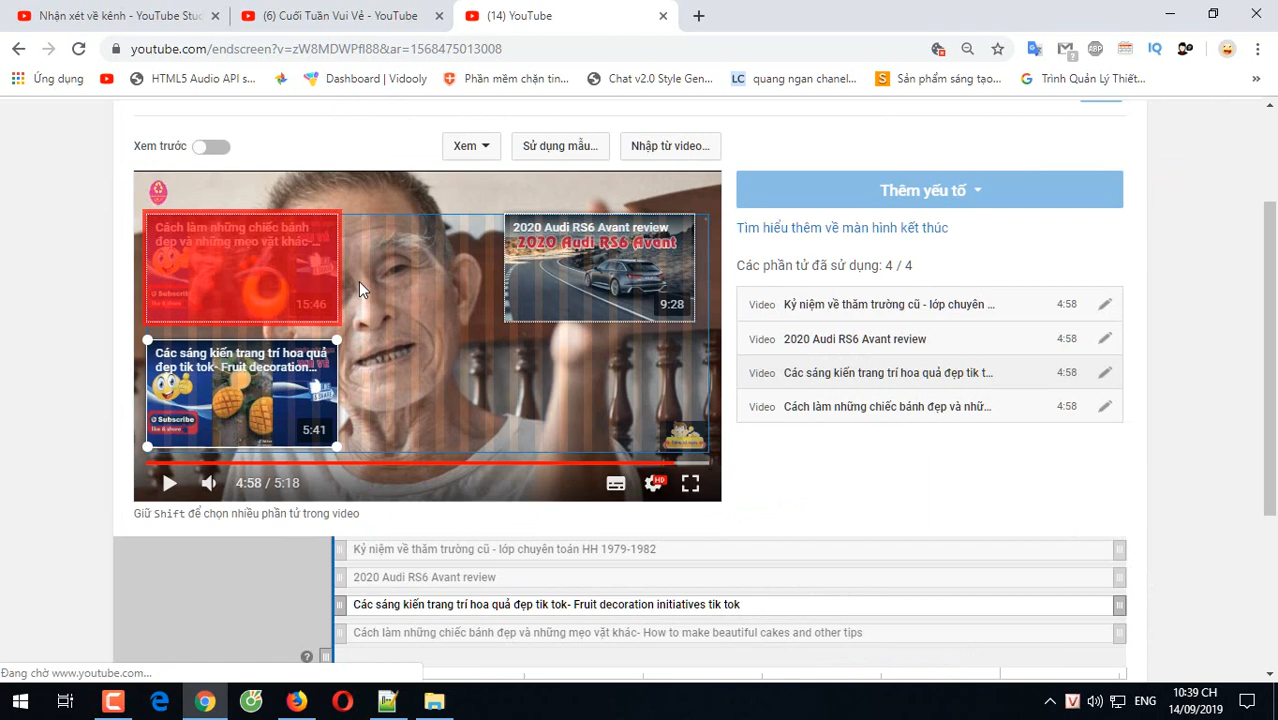 Nhận xét về kênh - YouTube Stud
(6) Cuối Tuần Vui Vẻ - YouTube
(14) YouTube
youtube.com/endscreen?v=zW8MDWPfl88&ar=1568475013008
Ứng dụng
HTML5 Audio API s...
Dashboard | Vidooly
Phần mềm chặn tin...
Chat v2.0 Style Gen...
LC quang ngan chanel...
S Sản phẩm sáng tạo...
Trình Quản Lý Thiết...
Xem trước
Xem
Sử dụng mẫu...
Nhập từ video...
Thêm yếu tố
Tìm hiểu thêm về màn hình kết thúc
Các phần tử đã sử dụng: 4 / 4
Video Kỷ niệm về thăm trường cũ - lớp chuyên ... 4:58
Video 2020 Audi RS6 Avant review 4:58
Video Các sáng kiến trang trí hoa quả đẹp tik t... 4:58
Video Cách làm những chiếc bánh đẹp và nhữ... 4:58
Cách làm những chiếc bánh
đẹp và những mẹo vặt khác-...
Subscribe
15:46
2020 Audi RS6 Avant review
2020 Audi RS6 Avant
9:28
Các sáng kiến trang trí hoa quả
đẹp tik tok- Fruit decoration...
Subscribe
like & share
5:41
4:58 / 5:18
HD
Giữ Shift để chọn nhiều phần tử trong video
Kỷ niệm về thăm trường cũ - lớp chuyên toán HH 1979-1982
2020 Audi RS6 Avant review
Các sáng kiến trang trí hoa quả đẹp tik tok- Fruit decoration initiatives tik tok
Cách làm những chiếc bánh đẹp và những mẹo vặt khác- How to make beautiful cakes and other tips
Đang chờ www.youtube.com...
ENG
10:39 CH
14/09/2019